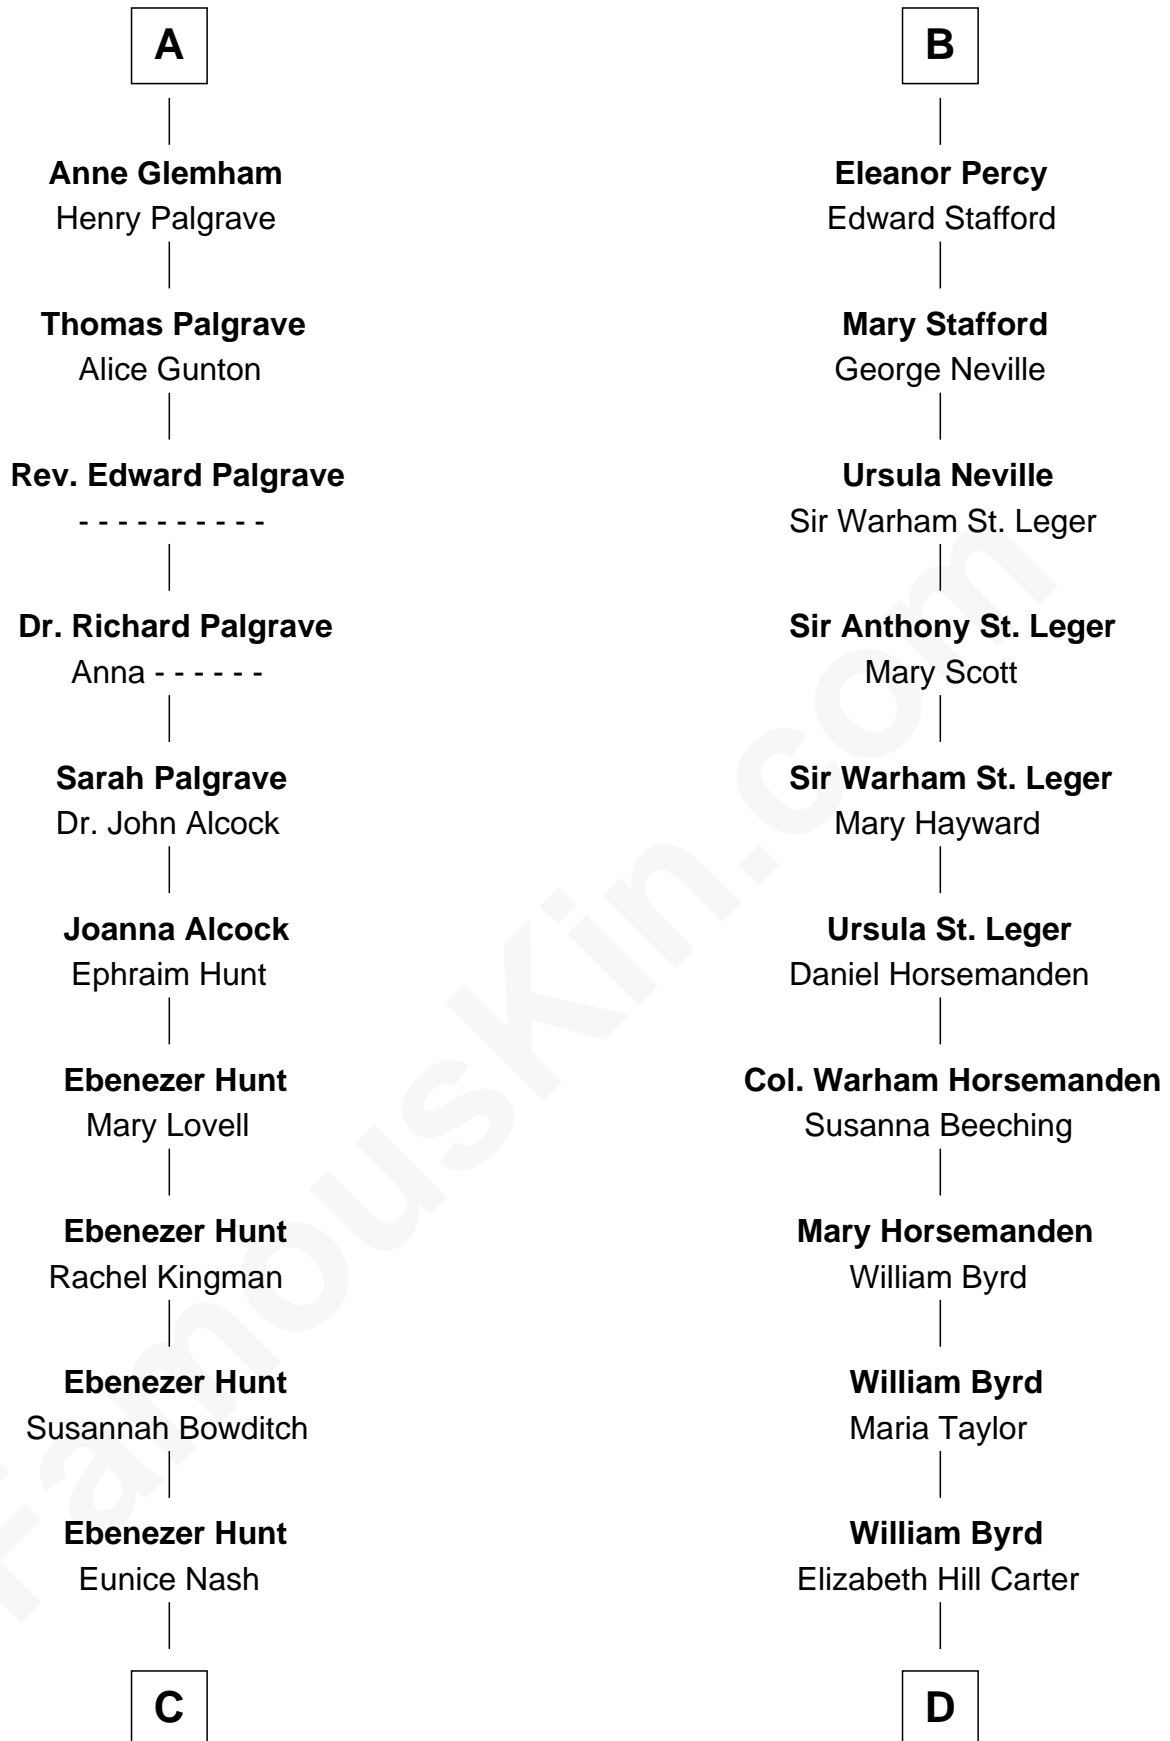 A
Anne Glemham
Henry Palgrave
Thomas Palgrave
Alice Gunton
Rev. Edward Palgrave
- - - - - - - - - -
Dr. Richard Palgrave
Anna - - - - - -
Sarah Palgrave
Dr. John Alcock
Joanna Alcock
Ephraim Hunt
Ebenezer Hunt
Mary Lovell
Ebenezer Hunt
Rachel Kingman
Ebenezer Hunt
Susannah Bowditch
Ebenezer Hunt
Eunice Nash
C
B
Eleanor Percy
Edward Stafford
Mary Stafford
George Neville
Ursula Neville
Sir Warham St. Leger
Sir Anthony St. Leger
Mary Scott
Sir Warham St. Leger
Mary Hayward
Ursula St. Leger
Daniel Horsemanden
Col. Warham Horsemanden
Susanna Beeching
Mary Horsemanden
William Byrd
William Byrd
Maria Taylor
William Byrd
Elizabeth Hill Carter
D
FamousKin.com